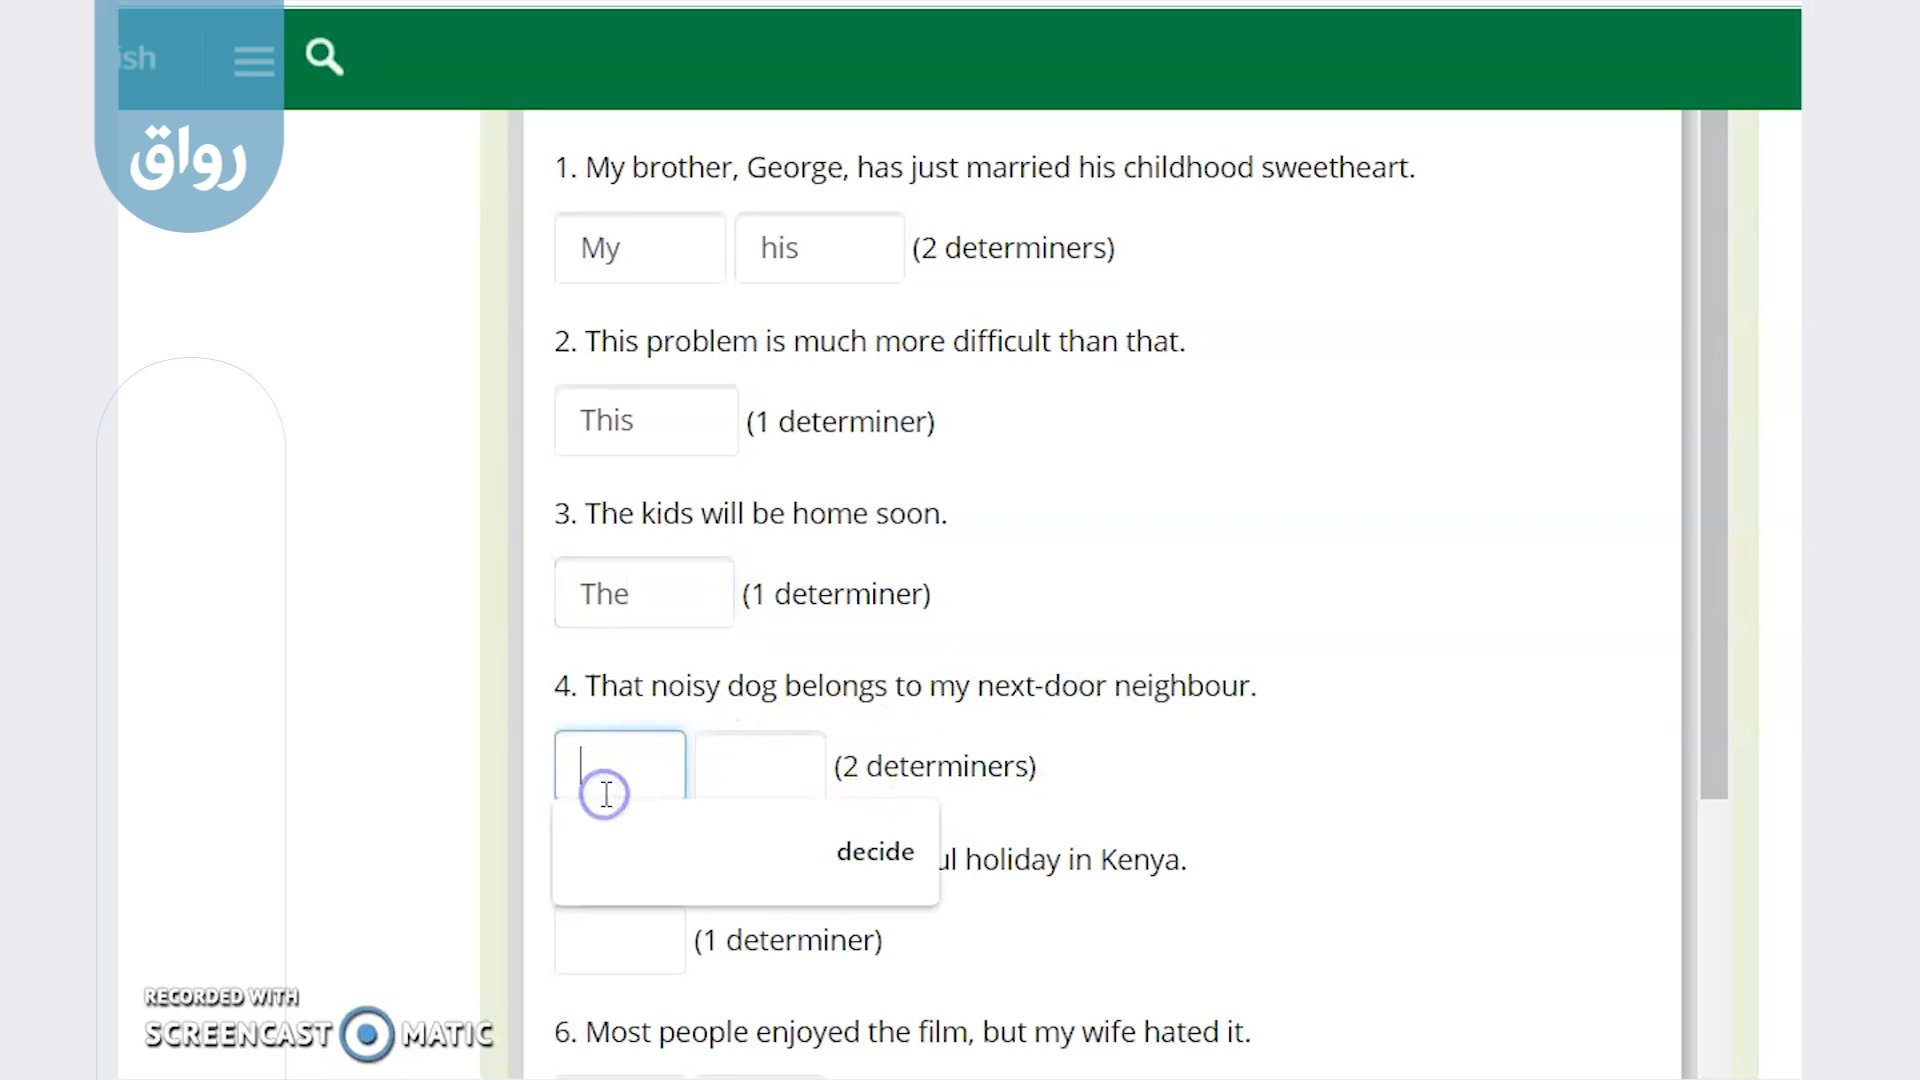 ish
رواق
1. My brother, George, has just married his childhood sweetheart.
My his (2 determiners)
2. This problem is much more difficult than that.
This (1 determiner)
3. The kids will be home soon.
The (1 determiner)
4. That noisy dog belongs to my next-door neighbour.
(2 determiners)
decide
ul holiday in Kenya.
(1 determiner)
RECORDED WITH
SCREENCAST MATIC
6. Most people enjoyed the film, but my wife hated it.